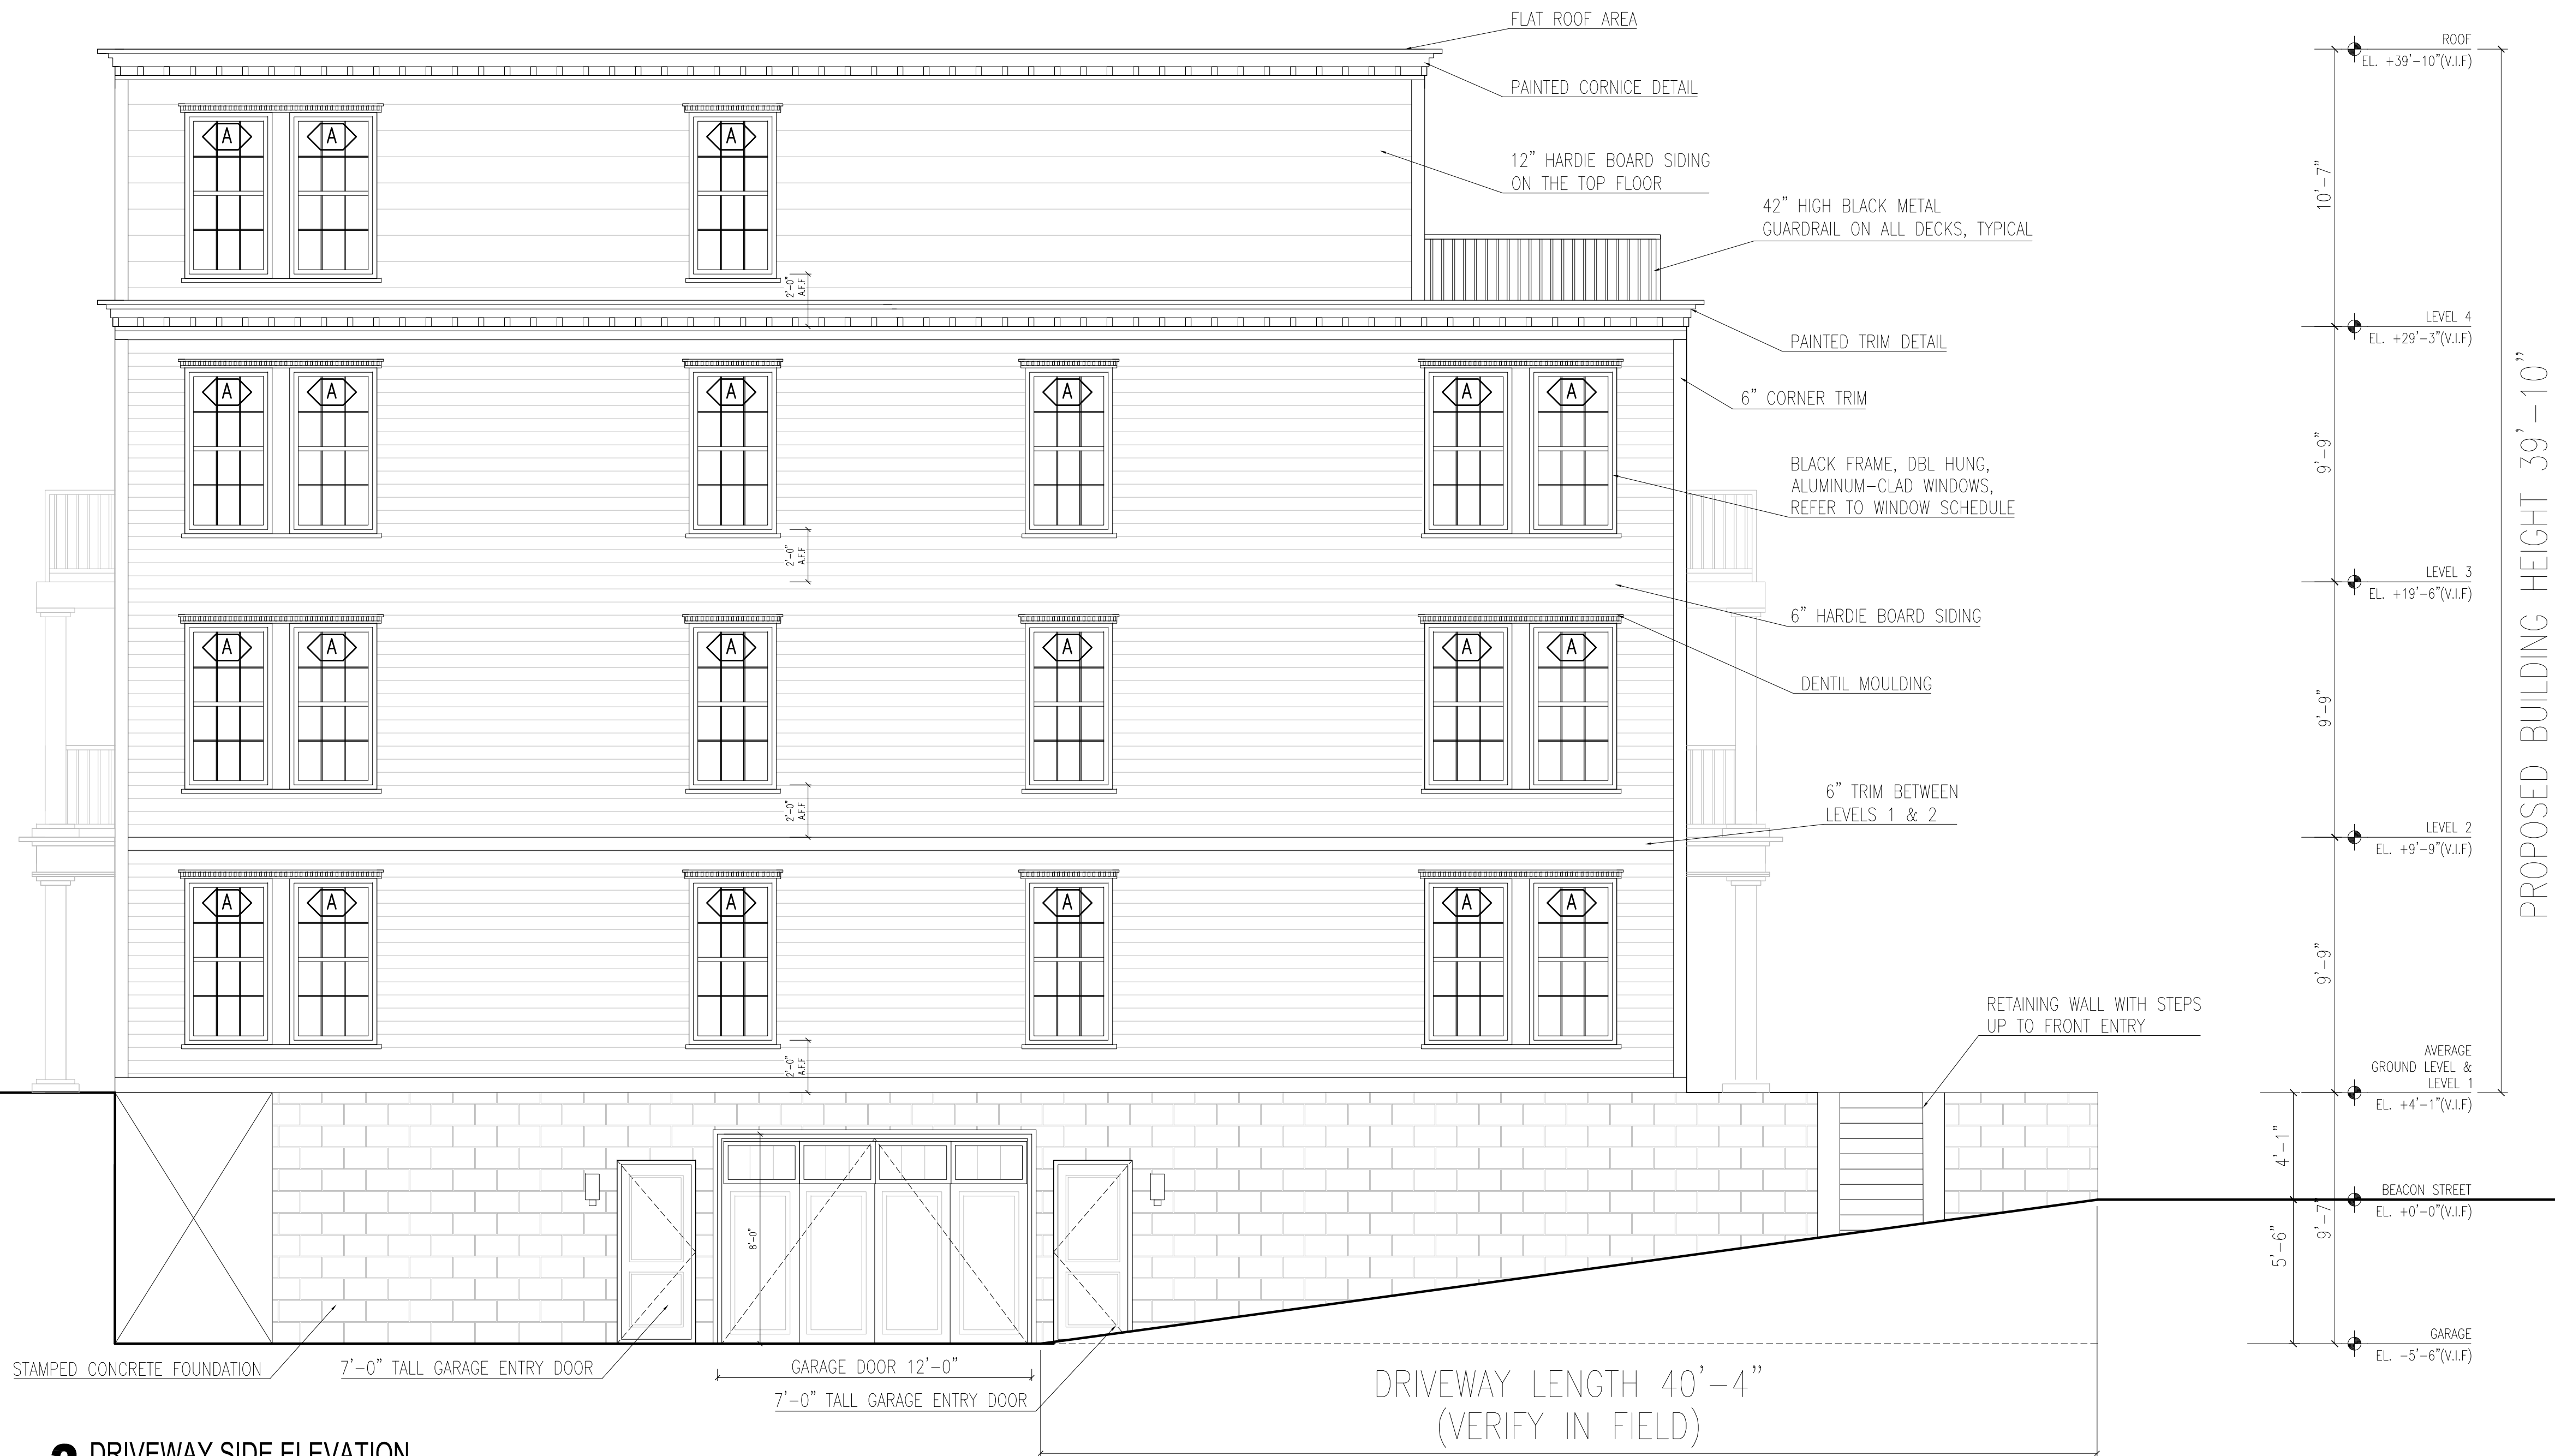 FLAT ROOF AREA
PAINTED CORNICE DETAIL
12" HARDIE BOARD SIDING
ON THE TOP FLOOR
42" HIGH BLACK METAL
GUARDRAIL ON ALL DECKS, TYPICAL
PAINTED TRIM DETAIL
6" CORNER TRIM
BLACK FRAME, DBL HUNG,
ALUMINUM-CLAD WINDOWS,
REFER TO WINDOW SCHEDULE
6" HARDIE BOARD SIDING
DENTIL MOULDING
6" TRIM BETWEEN
LEVELS 1 & 2
RETAINING WALL WITH STEPS
UP TO FRONT ENTRY
A A A
2'-0"
A.F.F
A A A A A A
2'-0"
A.F.F
A A A A A A
2'-0"
A.F.F
A A A A A A
2'-0"
A.F.F
8'-0"
STAMPED CONCRETE FOUNDATION
7'-0" TALL GARAGE ENTRY DOOR
GARAGE DOOR 12'-0"
7'-0" TALL GARAGE ENTRY DOOR
DRIVEWAY LENGTH 40'-4"
(VERIFY IN FIELD)
ROOF
EL. +39'-10"(V.I.F)
10'-7"
LEVEL 4
EL. +29'-3"(V.I.F)
9'-9"
LEVEL 3
EL. +19'-6"(V.I.F)
9'-9"
LEVEL 2
EL. +9'-9"(V.I.F)
9'-9"
AVERAGE
GROUND LEVEL &
LEVEL 1
EL. +4'-1"(V.I.F)
4'-1"
BEACON STREET
EL. +0'-0"(V.I.F)
5'-6"
9'-7"
GARAGE
EL. -5'-6"(V.I.F)
PROPOSED BUILDING HEIGHT 39'-10"
DRIVEWAY SIDE ELEVATION